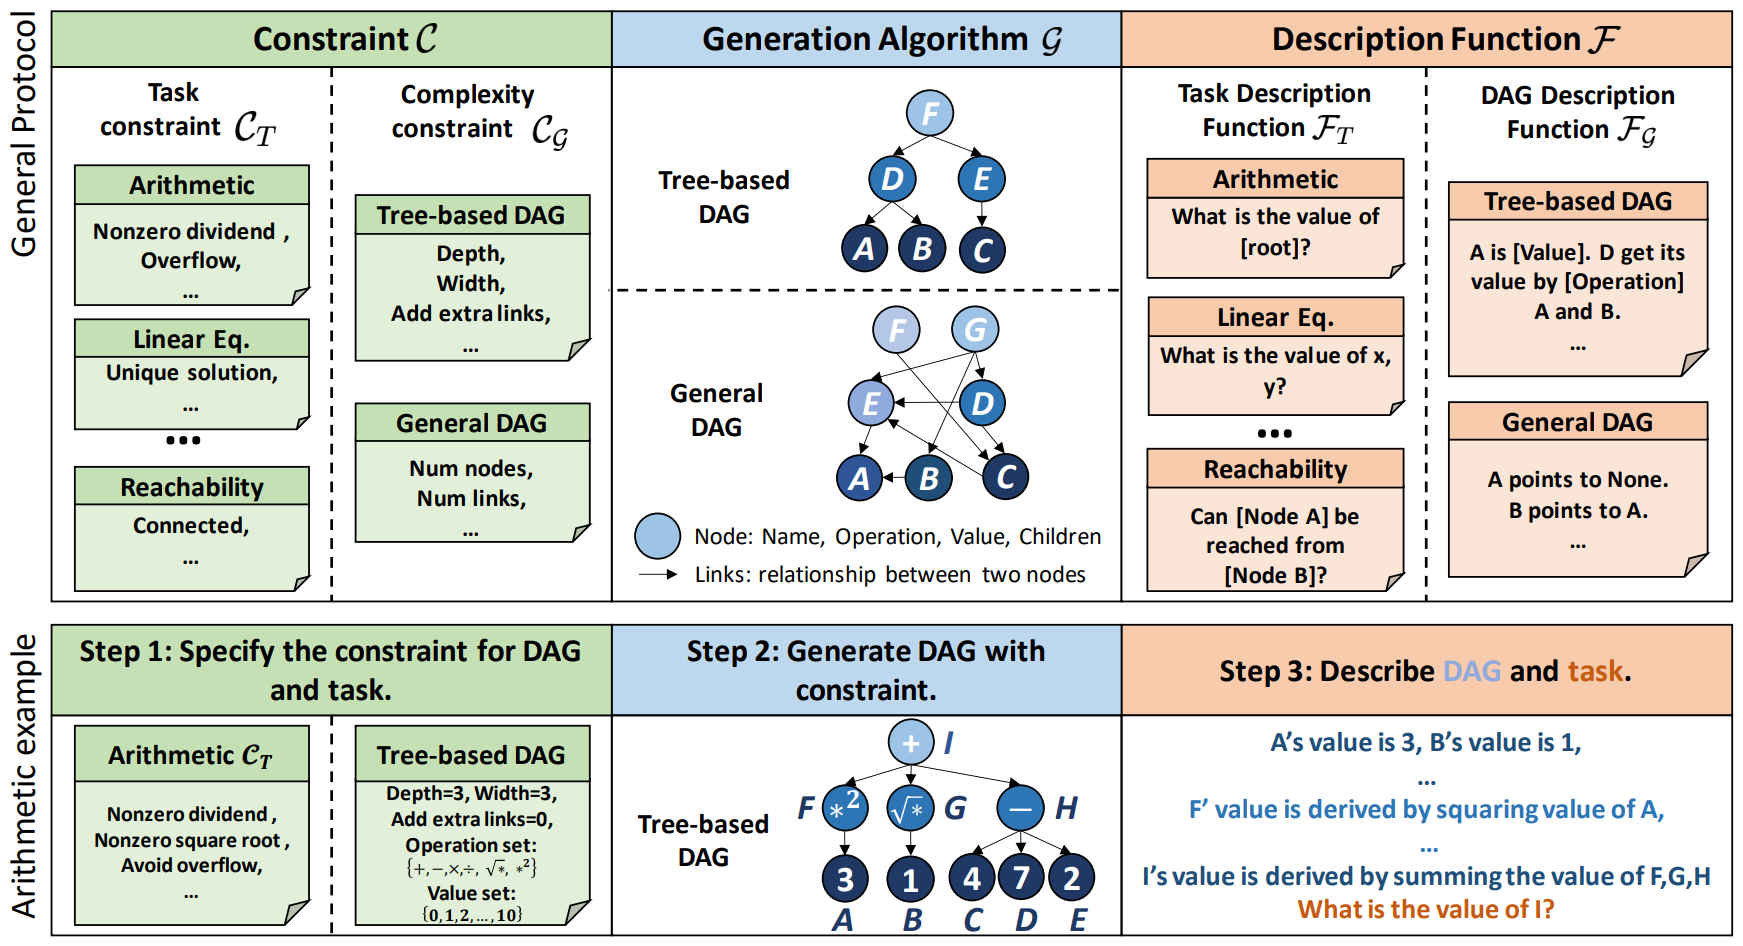 General Protocol
Constraint 𝒞
Generation Algorithm 𝒢
Description Function ℱ
Task
constraint 𝒞_T
Arithmetic
Nonzero dividend ,
Overflow,
...
Linear Eq.
Unique solution,
...
...
Reachability
Connected,
...
Complexity
constraint 𝒞_𝒢
Tree-based DAG
Depth,
Width,
Add extra links,
...
General DAG
Num nodes,
Num links,
...
Tree-based
DAG
F
D E
A B C
General
DAG
F G
E D
A B C
Node: Name, Operation, Value, Children
Links: relationship between two nodes
Task Description
Function ℱ_T
Arithmetic
What is the value of
[root]?
Linear Eq.
What is the value of x,
y?
...
Reachability
Can [Node A] be
reached from
[Node B]?
DAG Description
Function ℱ_𝒢
Tree-based DAG
A is [Value]. D get its
value by [Operation]
A and B.
...
General DAG
A points to None.
B points to A.
...
Arithmetic example
Step 1: Specify the constraint for DAG
and task.
Arithmetic 𝒞_T
Nonzero dividend ,
Nonzero square root ,
Avoid overflow,
...
Tree-based DAG
Depth=3, Width=3,
Add extra links=0,
Operation set:
{+,−,×,÷, √*, *²}
Value set:
{0, 1, 2, ..., 10}
Step 2: Generate DAG with
constraint.
Tree-based
DAG
+ I
F *² √* G − H
3 1 4 7 2
A B C D E
Step 3: Describe DAG and task.
A's value is 3, B's value is 1,
...
F' value is derived by squaring value of A,
...
I's value is derived by summing the value of F,G,H
What is the value of I?